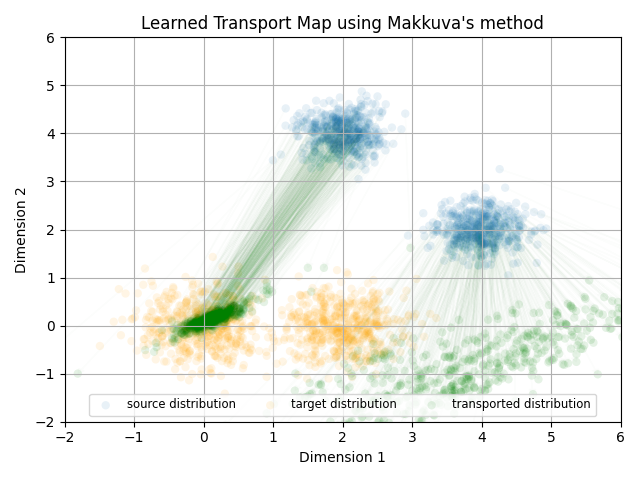 Learned Transport Map using Makkuva's method
6
5
4
3
2
1
0
−1
−2
Dimension 2
source distribution target distribution transported distribution
−2 −1 0 1 2 3 4 5 6
Dimension 1